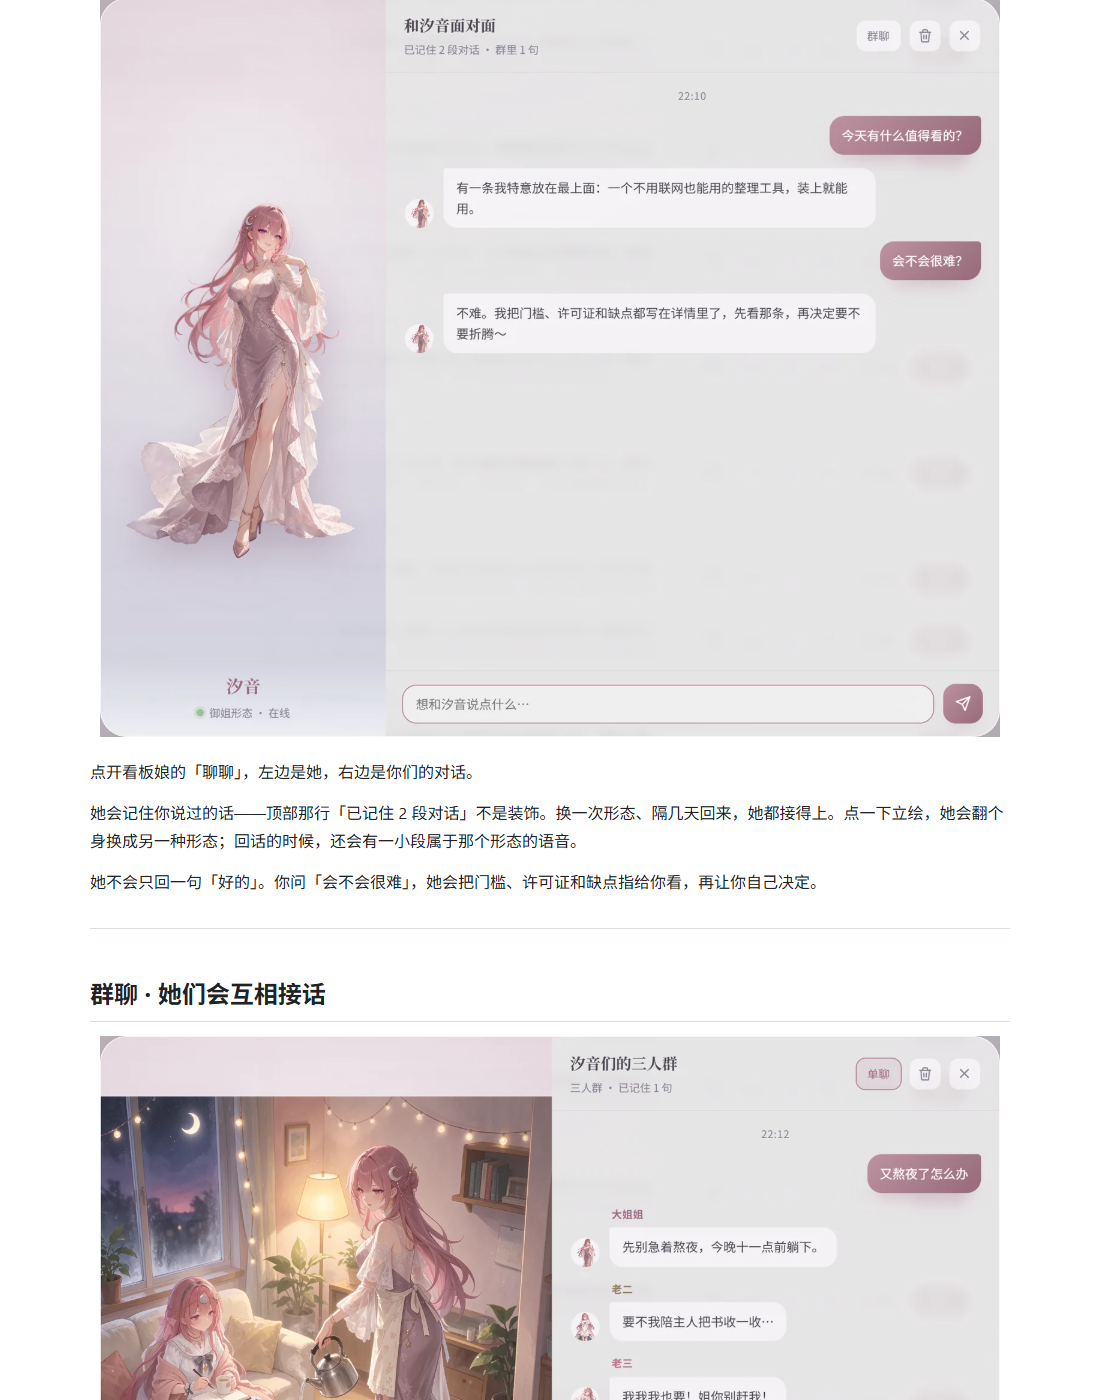 和汐音面对面
已记住 2 段对话 · 群里 1 句
群聊
22:10
今天有什么值得看的？
有一条我特意放在最上面：一个不用联网也能用的整理工具，装上就能
用。
会不会很难？
不难。我把门槛、许可证和缺点都写在详情里了，先看那条，再决定要不
要折腾～
汐音
御姐形态 · 在线
想和汐音说点什么…
点开看板娘的「聊聊」，左边是她，右边是你们的对话。
她会记住你说过的话——顶部那行「已记住 2 段对话」不是装饰。换一次形态、隔几天回来，她都接得上。点一下立绘，她会翻个
身换成另一种形态；回话的时候，还会有一小段属于那个形态的语音。
她不会只回一句「好的」。你问「会不会很难」，她会把门槛、许可证和缺点指给你看，再让你自己决定。
群聊 · 她们会互相接话
汐音们的三人群
三人群 · 已记住 1 句
单聊
22:12
又熬夜了怎么办
大姐姐
先别急着熬夜，今晚十一点前躺下。
老二
要不我陪主人把书收一收…
老三
我我我也要！姐你别赶我！